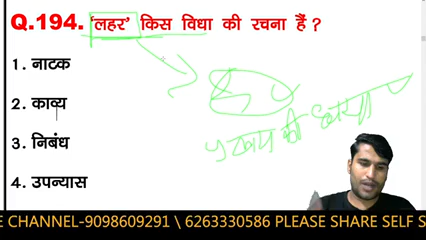 Q.194. ‘लहर’ किस विधा की रचना हैं ?
1. नाटक
2. काव्य
3. निबंध
4. उपन्यास
E CHANNEL-9098609291 \ 6263330586 PLEASE SHARE SELF S